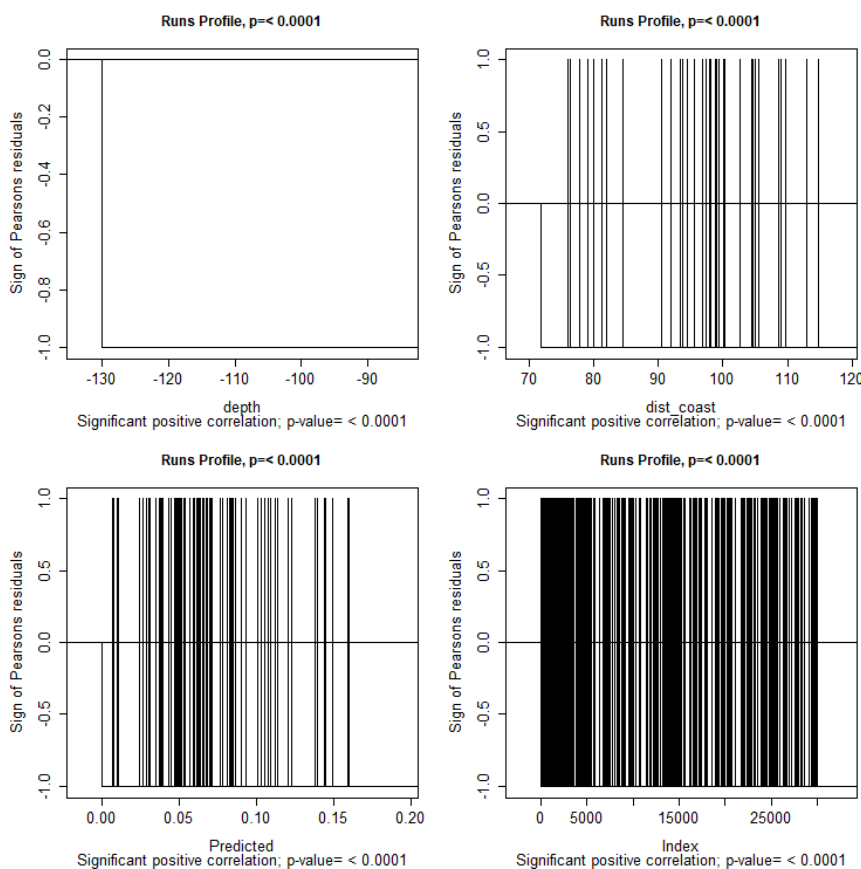 Runs Profile, p=< 0.0001
Sign of Pearsons residuals
0.0
-0.2
-0.4
-0.6
-0.8
-1.0
-130 -120 -110 -100 -90
depth
Significant positive correlation; p-value= < 0.0001
Runs Profile, p=< 0.0001
Sign of Pearsons residuals
1.0
0.5
0.0
-0.5
-1.0
70 80 90 100 110 120
dist_coast
Significant positive correlation; p-value= < 0.0001
Runs Profile, p=< 0.0001
Sign of Pearsons residuals
1.0
0.5
0.0
-0.5
-1.0
0.00 0.05 0.10 0.15 0.20
Predicted
Significant positive correlation; p-value= < 0.0001
Runs Profile, p=< 0.0001
Sign of Pearsons residuals
1.0
0.5
0.0
-0.5
-1.0
0 5000 15000 25000
Index
Significant positive correlation; p-value= < 0.0001